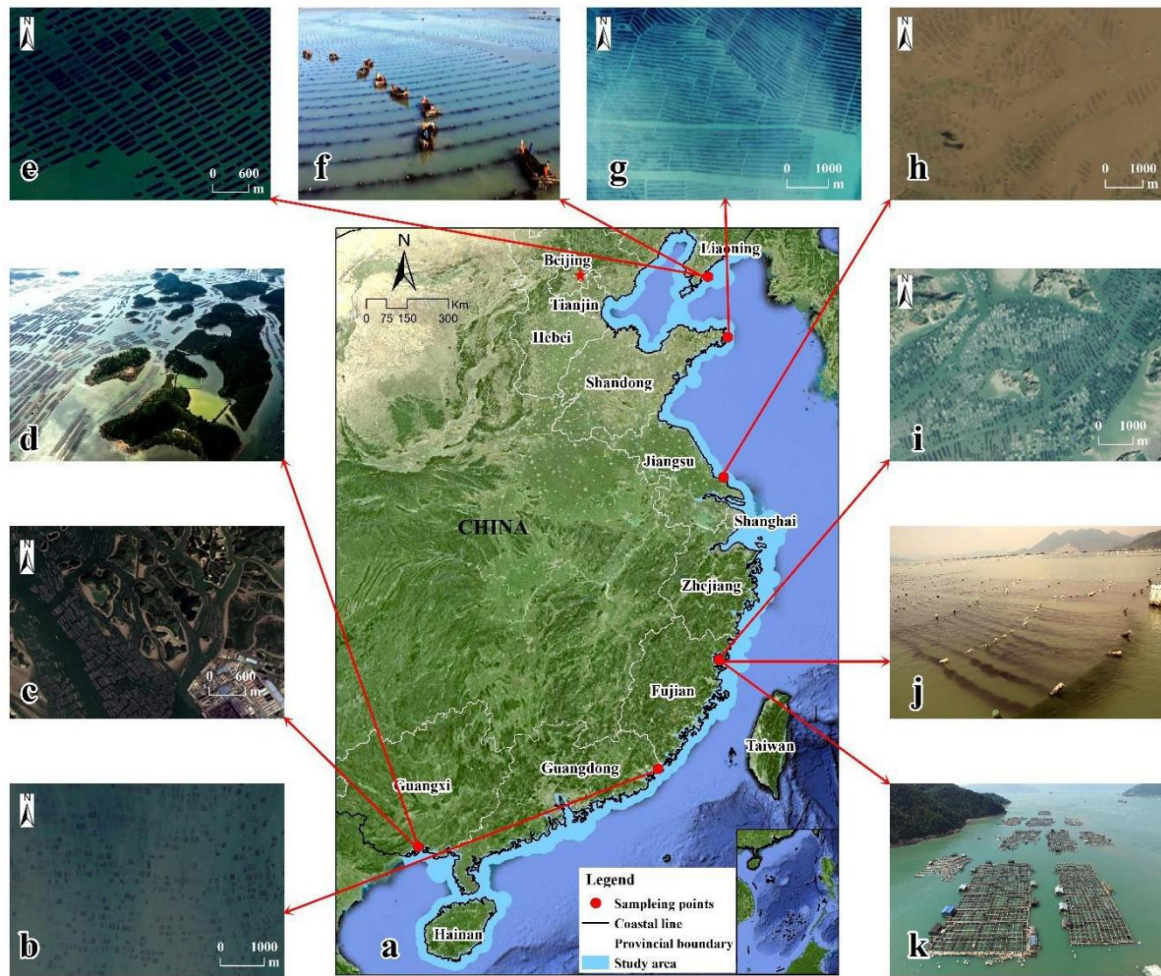 N
e
0 600
m
f
N
g
0 1000
m
N
h
0 1000
m
d
N
i
0 1000
m
N
c
0 600
m
j
N
b
0 1000
m
k
N
0 75 150 300
Km
Beijing
Tianjin
Hebei
Liaoning
Shandong
Jiangsu
CHINA
Shanghai
Zhejiang
Fujian
Taiwan
Guangdong
Guangxi
Hainan
a
Legend
Sampleing points
Coastal line
Provincial boundary
Study area